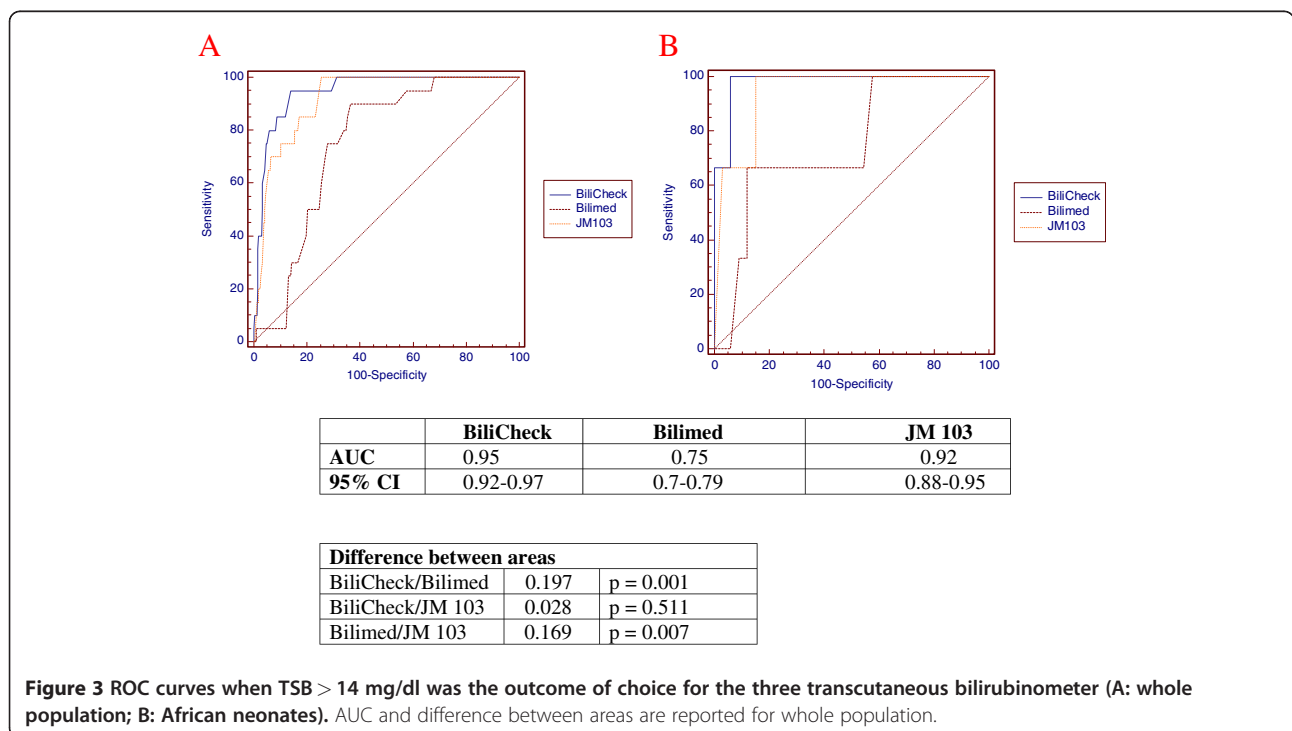 A
B
100
80
60
40
20
0
Sensitivity
0 20 40 60 80 100
100-Specificity
BiliCheck
Bilimed
JM103
100
80
60
40
20
0
Sensitivity
0 20 40 60 80 100
100-Specificity
BiliCheck
Bilimed
JM103
BiliCheck Bilimed JM 103
AUC 0.95 0.75 0.92
95% CI 0.92-0.97 0.7-0.79 0.88-0.95
Difference between areas
BiliCheck/Bilimed 0.197 p = 0.001
BiliCheck/JM 103 0.028 p = 0.511
Bilimed/JM 103 0.169 p = 0.007
Figure 3 ROC curves when TSB > 14 mg/dl was the outcome of choice for the three transcutaneous bilirubinometer (A: whole
population; B: African neonates). AUC and difference between areas are reported for whole population.